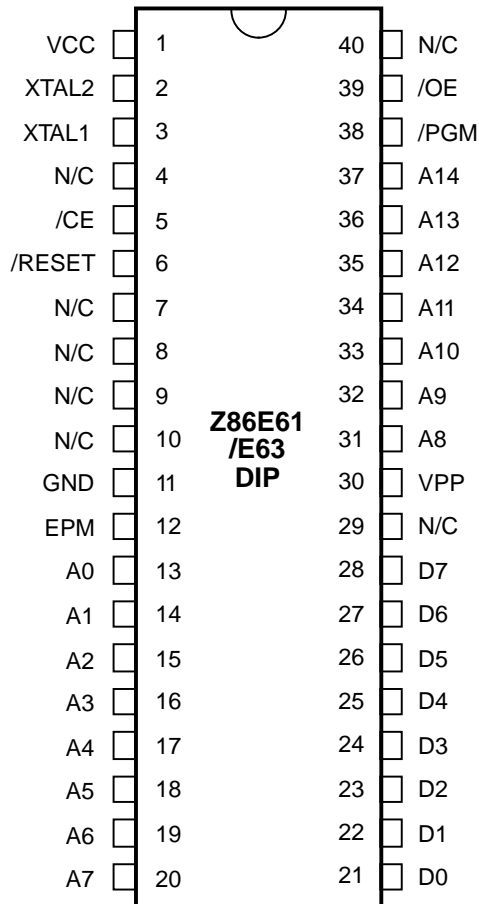 VCC 1 40 N/C
XTAL2 2 39 /OE
XTAL1 3 38 /PGM
N/C 4 37 A14
/CE 5 36 A13
/RESET 6 35 A12
N/C 7 34 A11
N/C 8 33 A10
N/C 9 32 A9
N/C 10 31 A8
Z86E61
/E63
DIP
GND 11 30 VPP
EPM 12 29 N/C
A0 13 28 D7
A1 14 27 D6
A2 15 26 D5
A3 16 25 D4
A4 17 24 D3
A5 18 23 D2
A6 19 22 D1
A7 20 21 D0